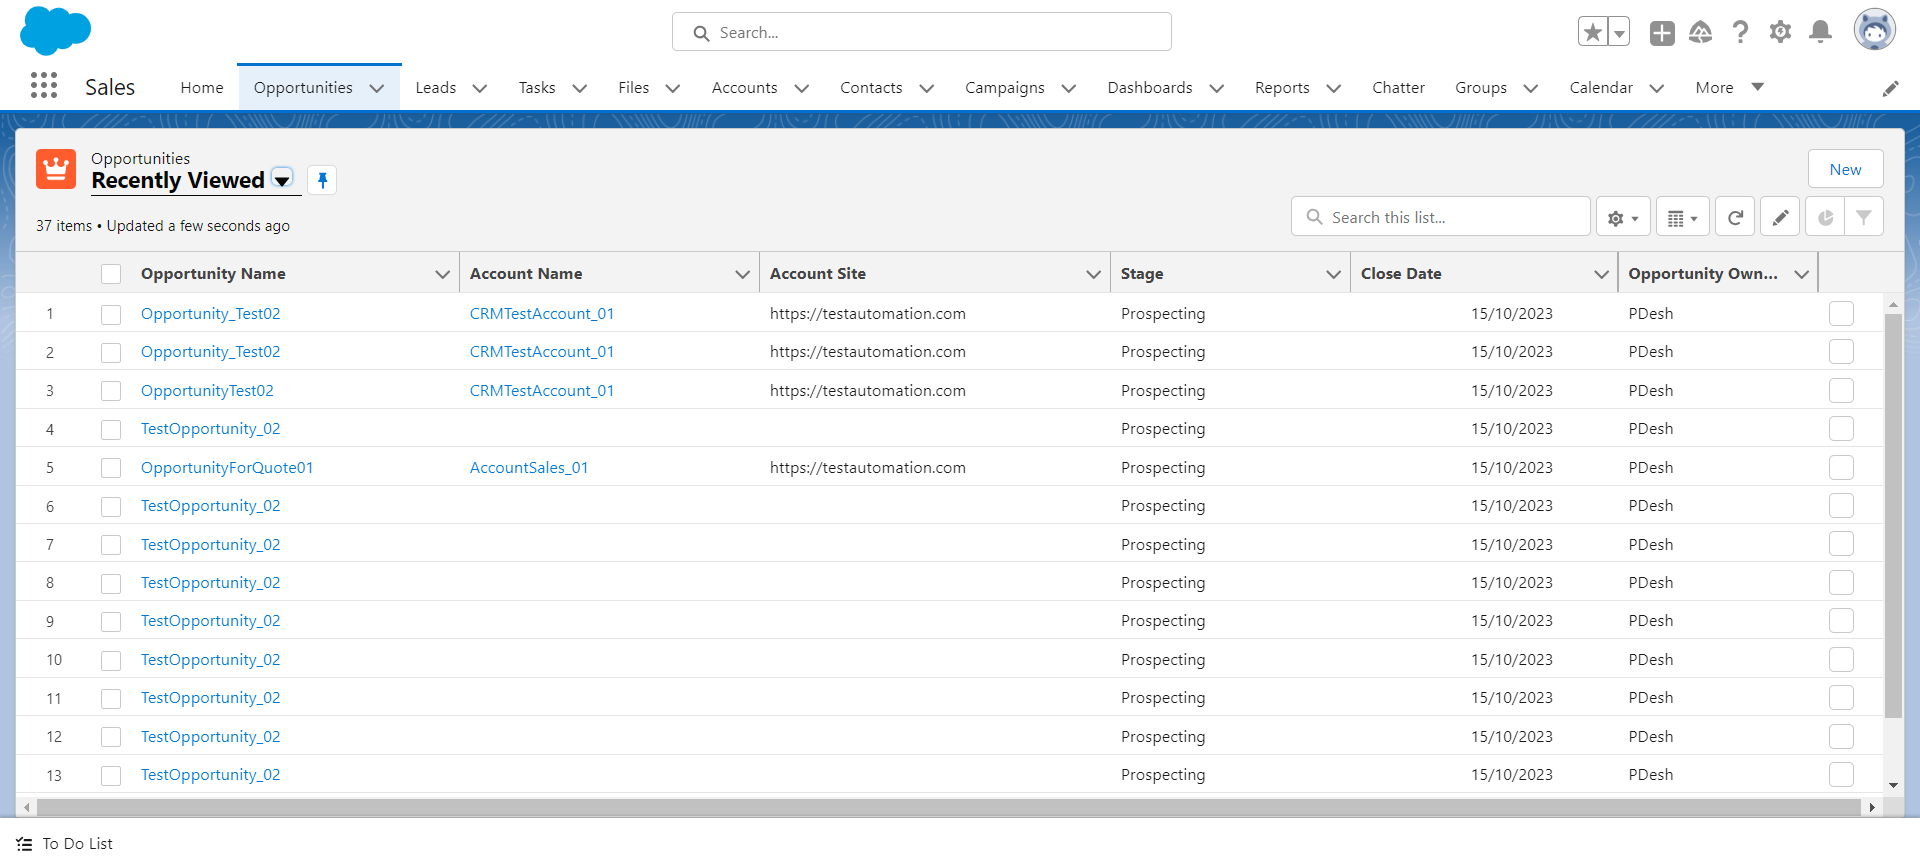 Search...
Sales Home Opportunities Leads Tasks Files Accounts Contacts Campaigns Dashboards Reports Chatter Groups Calendar More
Opportunities
Recently Viewed
New
37 items • Updated a few seconds ago
Search this list...
Opportunity Name Account Name Account Site Stage Close Date Opportunity Own...
1 Opportunity_Test02 CRMTestAccount_01 https://testautomation.com Prospecting 15/10/2023 PDesh
2 Opportunity_Test02 CRMTestAccount_01 https://testautomation.com Prospecting 15/10/2023 PDesh
3 OpportunityTest02 CRMTestAccount_01 https://testautomation.com Prospecting 15/10/2023 PDesh
4 TestOpportunity_02 Prospecting 15/10/2023 PDesh
5 OpportunityForQuote01 AccountSales_01 https://testautomation.com Prospecting 15/10/2023 PDesh
6 TestOpportunity_02 Prospecting 15/10/2023 PDesh
7 TestOpportunity_02 Prospecting 15/10/2023 PDesh
8 TestOpportunity_02 Prospecting 15/10/2023 PDesh
9 TestOpportunity_02 Prospecting 15/10/2023 PDesh
10 TestOpportunity_02 Prospecting 15/10/2023 PDesh
11 TestOpportunity_02 Prospecting 15/10/2023 PDesh
12 TestOpportunity_02 Prospecting 15/10/2023 PDesh
13 TestOpportunity_02 Prospecting 15/10/2023 PDesh
To Do List